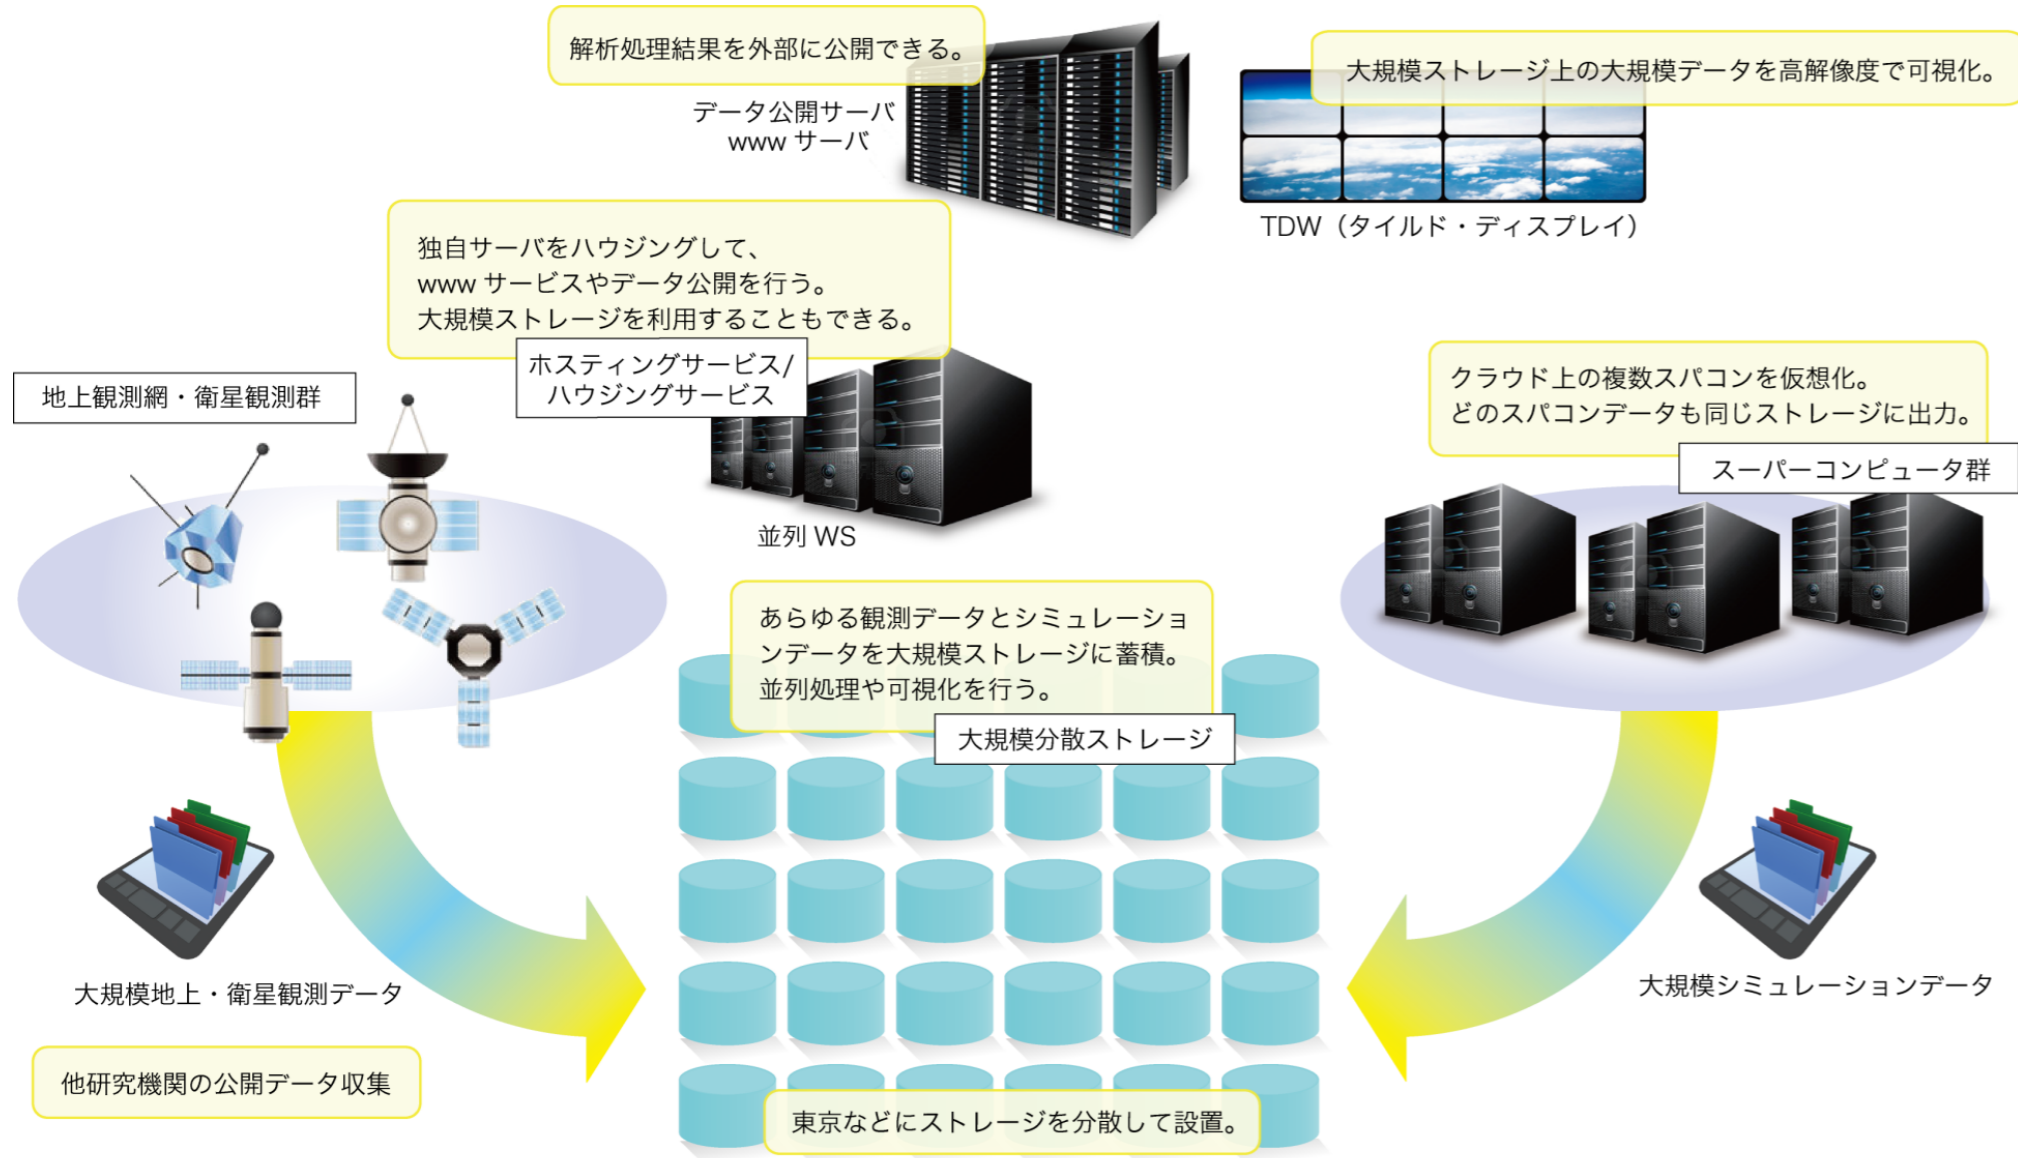 解析処理結果を外部に公開できる。
データ公開サーバ
www サーバ
大規模ストレージ上の大規模データを高解像度で可視化。
TDW（タイルド・ディスプレイ）
独自サーバをハウジングして、
www サービスやデータ公開を行う。
大規模ストレージを利用することもできる。
ホスティングサービス/
ハウジングサービス
並列 WS
地上観測網・衛星観測群
クラウド上の複数スパコンを仮想化。
どのスパコンデータも同じストレージに出力。
スーパーコンピュータ群
あらゆる観測データとシミュレーショ
ンデータを大規模ストレージに蓄積。
並列処理や可視化を行う。
大規模分散ストレージ
大規模地上・衛星観測データ
大規模シミュレーションデータ
他研究機関の公開データ収集
東京などにストレージを分散して設置。